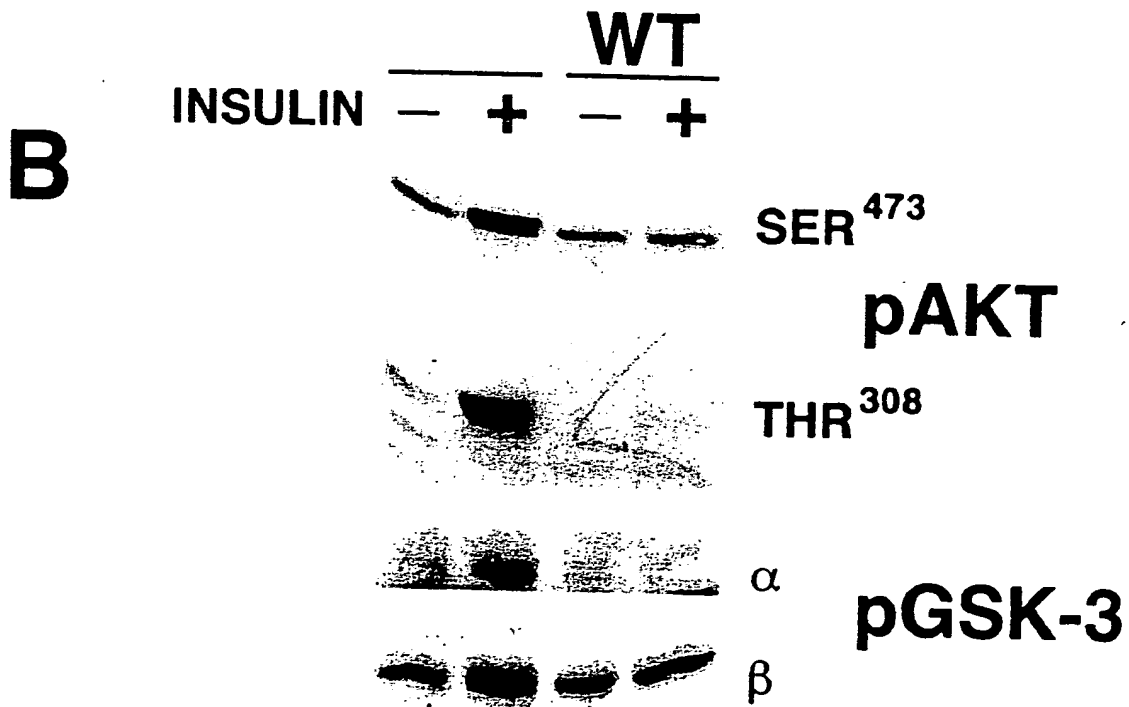 WT
INSULIN − + − +
B
SER473
pAKT
THR308
α
pGSK-3
β